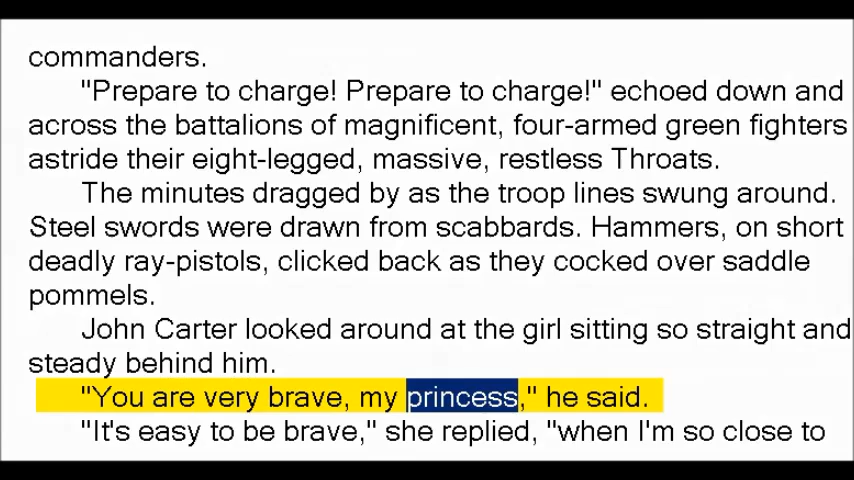 commanders.
"Prepare to charge! Prepare to charge!" echoed down and
across the battalions of magnificent, four-armed green fighters
astride their eight-legged, massive, restless Throats.
The minutes dragged by as the troop lines swung around.
Steel swords were drawn from scabbards. Hammers, on short
deadly ray-pistols, clicked back as they cocked over saddle
pommels.
John Carter looked around at the girl sitting so straight and
steady behind him.
"You are very brave, my princess," he said.
"It's easy to be brave," she replied, "when I'm so close to